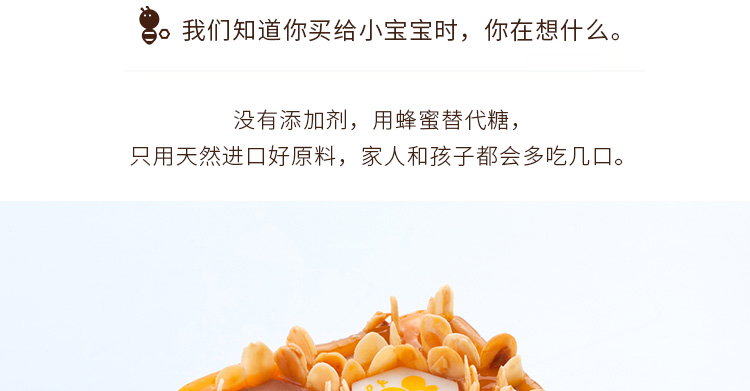 我们知道你买给小宝宝时，你在想什么。
没有添加剂，用蜂蜜替代糖，
只用天然进口好原料，家人和孩子都会多吃几口。